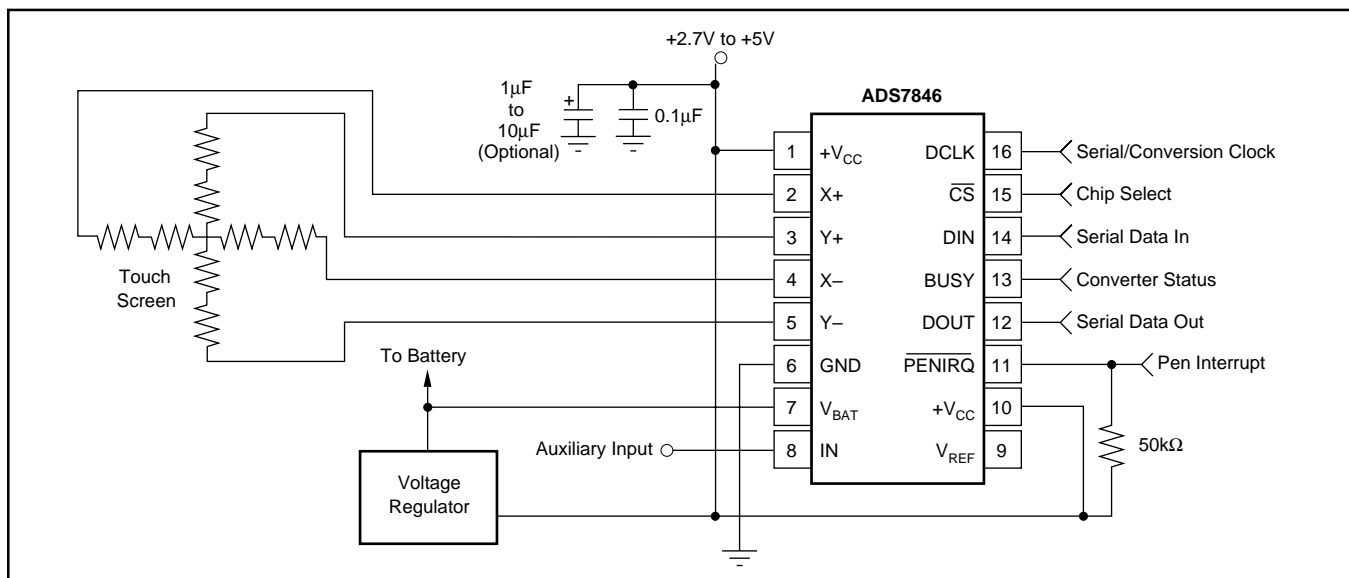 +2.7V to +5V
1µF
to
10µF
(Optional)
+
0.1µF
ADS7846
1 +VCC DCLK 16 Serial/Conversion Clock
2 X+ CS 15 Chip Select
3 Y+ DIN 14 Serial Data In
4 X– BUSY 13 Converter Status
5 Y– DOUT 12 Serial Data Out
6 GND PENIRQ 11 Pen Interrupt
7 VBAT +VCC 10
8 IN VREF 9
50kΩ
Touch
Screen
To Battery
Auxiliary Input
Voltage
Regulator